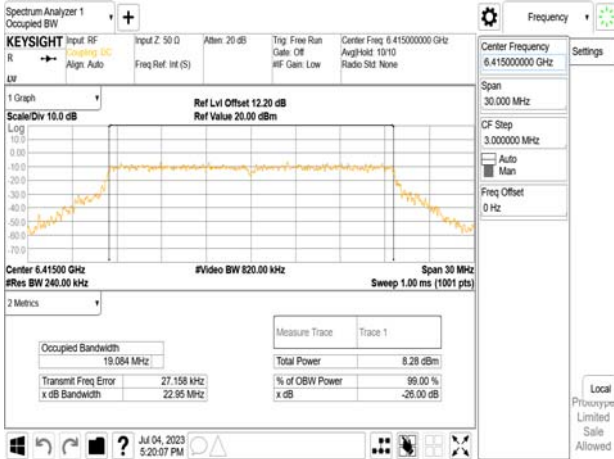 Spectrum Analyzer 1
Occupied BW
Frequency
KEYSIGHT
R
Input: RF
Coupling: DC
Align: Auto
Input Z: 50 Ω
Freq Ref: Int (S)
Atten: 20 dB
Trig: Free Run
Gate: Off
#IF Gain: Low
Center Freq: 6.415000000 GHz
Avg|Hold: 10/10
Radio Std: None
Center Frequency
6.415000000 GHz
Settings
Span
30.000 MHz
CF Step
3.000000 MHz
Auto
Man
Freq Offset
0 Hz
1 Graph
Scale/Div 10.0 dB
Ref Lvl Offset 12.20 dB
Ref Value 20.00 dBm
Log
10.0
0.00
-10.0
-20.0
-30.0
-40.0
-50.0
-60.0
-70.0
Center 6.41500 GHz
#Res BW 240.00 kHz
#Video BW 820.00 kHz
Span 30 MHz
Sweep 1.00 ms (1001 pts)
2 Metrics
Measure Trace
Trace 1
Occupied Bandwidth
19.084 MHz
Total Power
8.28 dBm
Transmit Freq Error
27.158 kHz
% of OBW Power
99.00 %
x dB Bandwidth
22.95 MHz
x dB
-26.00 dB
Local
Prototype
Limited
Sale
Allowed
?
Jul 04, 2023
5:20:07 PM